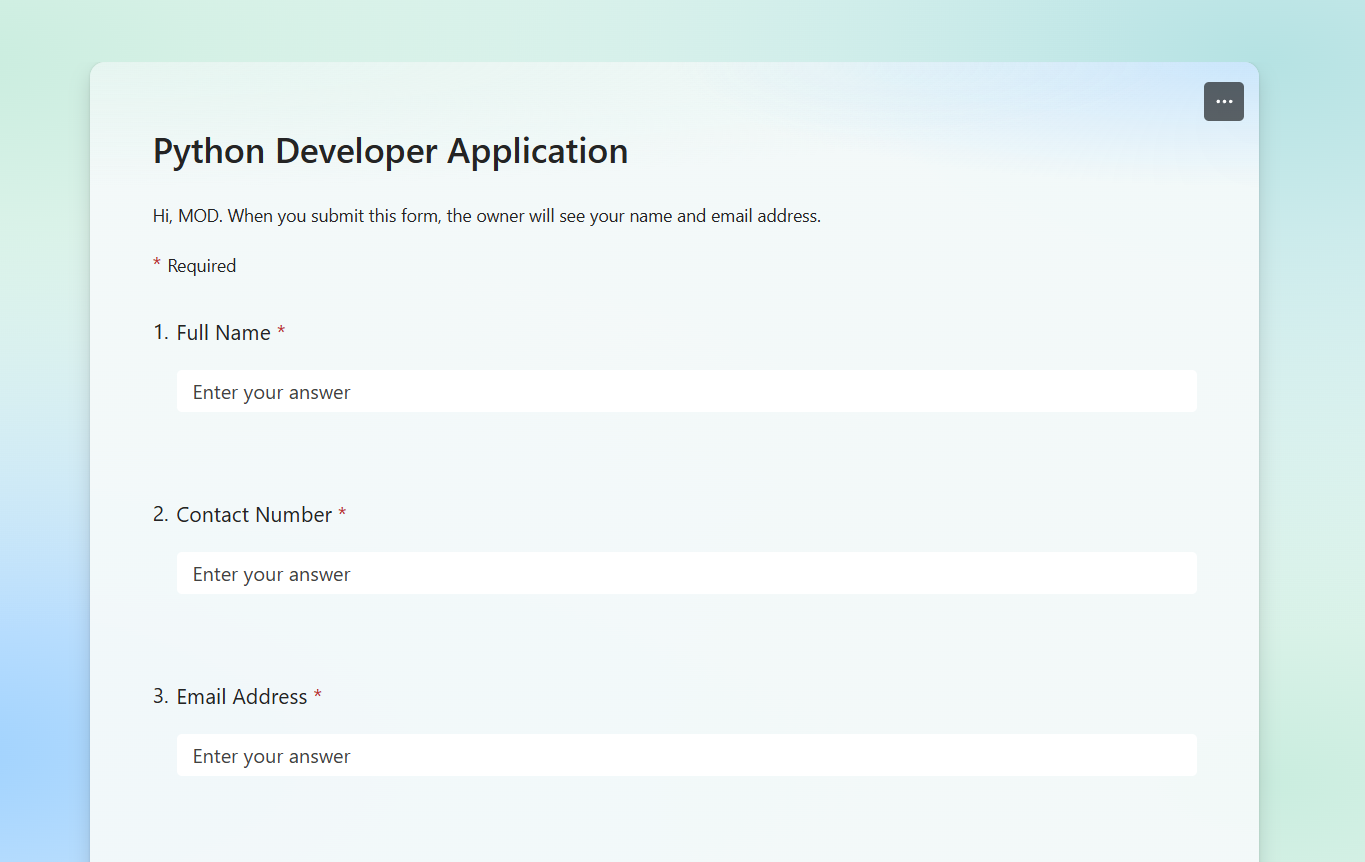 ...
Python Developer Application
Hi, MOD. When you submit this form, the owner will see your name and email address.
* Required
1. Full Name *
Enter your answer
2. Contact Number *
Enter your answer
3. Email Address *
Enter your answer